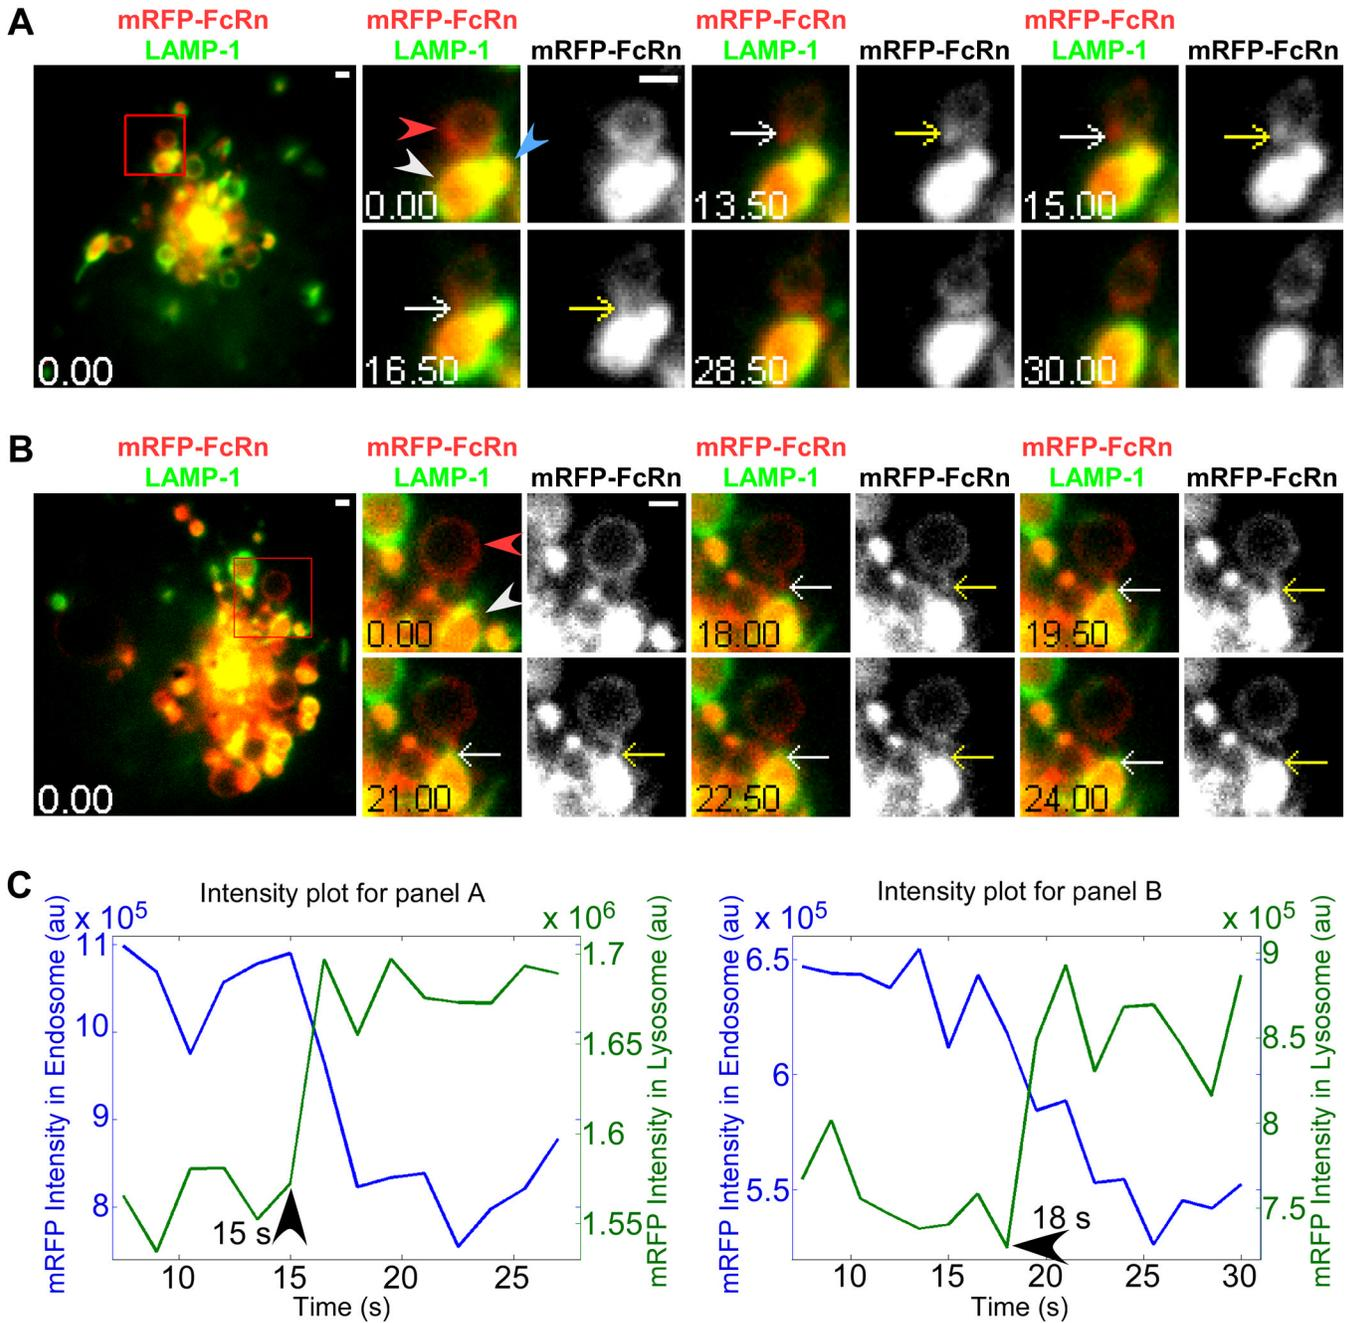 A
mRFP-FcRn
LAMP-1
mRFP-FcRn
LAMP-1
mRFP-FcRn
mRFP-FcRn
LAMP-1
mRFP-FcRn
mRFP-FcRn
LAMP-1
mRFP-FcRn
0.00
0.00
13.50
15.00
16.50
28.50
30.00
B
mRFP-FcRn
LAMP-1
mRFP-FcRn
LAMP-1
mRFP-FcRn
mRFP-FcRn
LAMP-1
mRFP-FcRn
mRFP-FcRn
LAMP-1
mRFP-FcRn
0.00
0.00
18.00
19.50
21.00
22.50
24.00
C
Intensity plot for panel A
x 10⁵
x 10⁶
mRFP Intensity in Endosome (au)
11
10
9
8
1.7
1.65
1.6
1.55
mRFP Intensity in Lysosome (au)
15 s
10 15 20 25
Time (s)
Intensity plot for panel B
x 10⁵
x 10⁵
mRFP Intensity in Endosome (au)
6.5
6
5.5
9
8.5
8
7.5
mRFP Intensity in Lysosome (au)
18 s
10 15 20 25 30
Time (s)